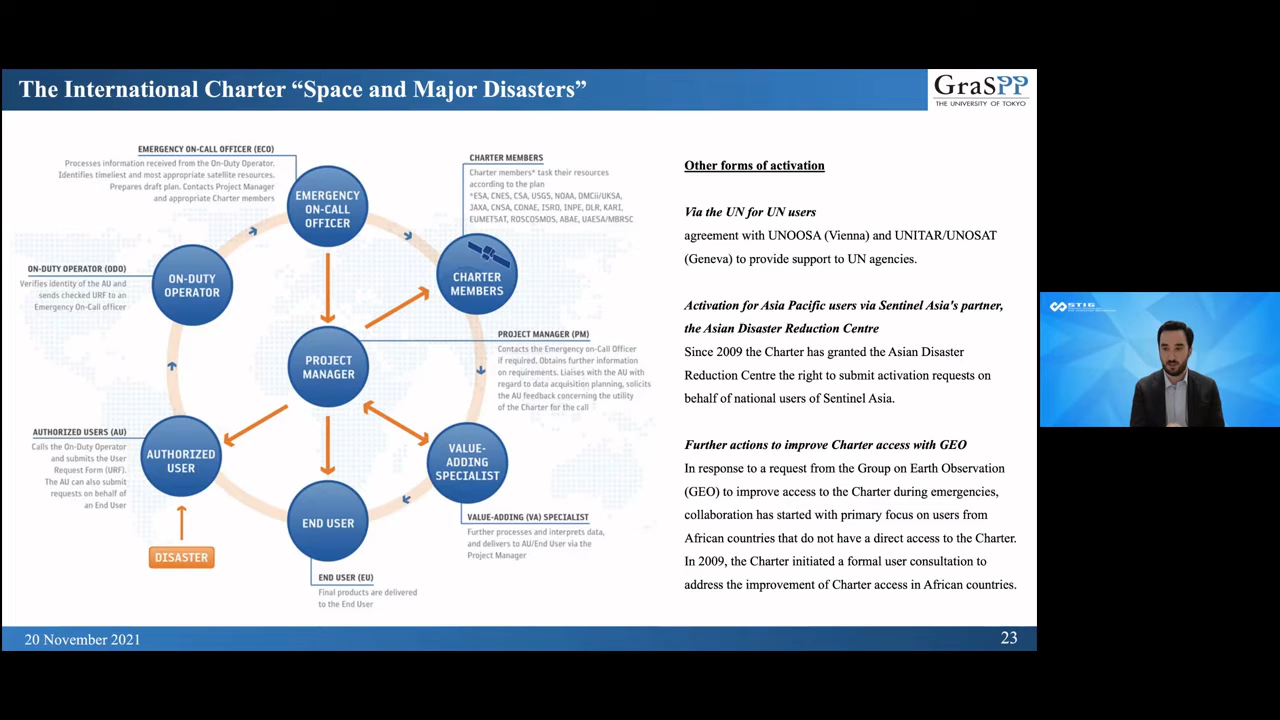 The International Charter “Space and Major Disasters”
GraSPP
THE UNIVERSITY OF TOKYO
EMERGENCY ON-CALL OFFICER (ECO)
Processes information received from the On-Duty Operator.
Identifies timeliest and most appropriate satellite resources.
Prepares draft plan. Contacts Project Manager
and appropriate Charter members
EMERGENCY
ON-CALL
OFFICER
CHARTER MEMBERS
Charter members* task their resources
according to the plan
*ESA, CNES, CSA, USGS, NOAA, DMCii/UKSA,
JAXA, CNSA, CONAE, ISRO, INPE, DLR, KARI,
EUMETSAT, ROSCOSMOS, ABAE, UAESA/MBRSC
CHARTER
MEMBERS
ON-DUTY OPERATOR (ODO)
Verifies identity of the AU and
sends checked URF to an
Emergency On-Call officer
ON-DUTY
OPERATOR
PROJECT
MANAGER
PROJECT MANAGER (PM)
Contacts the Emergency on-Call Officer
if required. Obtains further information
on requirements. Liaises with the AU with
regard to data acquisition planning, solicits
the AU feedback concerning the utility
of the Charter for the call
AUTHORIZED USERS (AU)
Calls the On-Duty Operator
and submits the User
Request Form (URF).
The AU can also submit
requests on behalf of
an End User
AUTHORIZED
USER
VALUE-
ADDING
SPECIALIST
VALUE-ADDING (VA) SPECIALIST
Further processes and interprets data,
and delivers to AU/End User via the
Project Manager
END USER
END USER (EU)
Final products are delivered
to the End User
DISASTER
Other forms of activation
Via the UN for UN users
agreement with UNOOSA (Vienna) and UNITAR/UNOSAT
(Geneva) to provide support to UN agencies.
Activation for Asia Pacific users via Sentinel Asia's partner,
the Asian Disaster Reduction Centre
Since 2009 the Charter has granted the Asian Disaster
Reduction Centre the right to submit activation requests on
behalf of national users of Sentinel Asia.
Further actions to improve Charter access with GEO
In response to a request from the Group on Earth Observation
(GEO) to improve access to the Charter during emergencies,
collaboration has started with primary focus on users from
African countries that do not have a direct access to the Charter.
In 2009, the Charter initiated a formal user consultation to
address the improvement of Charter access in African countries.
20 November 2021
23
STIG